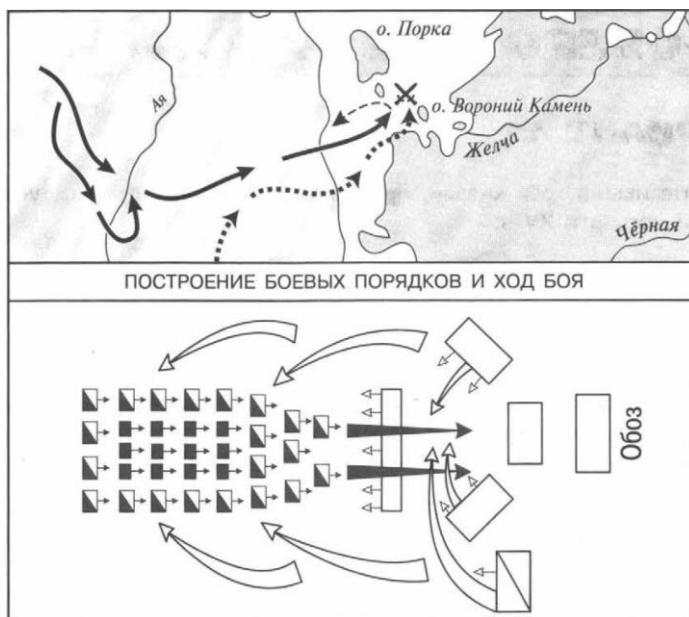 о. Порка
Ая
о. Вороний Камень
Желча
Чёрная
ПОСТРОЕНИЕ БОЕВЫХ ПОРЯДКОВ И ХОД БОЯ
Обоз